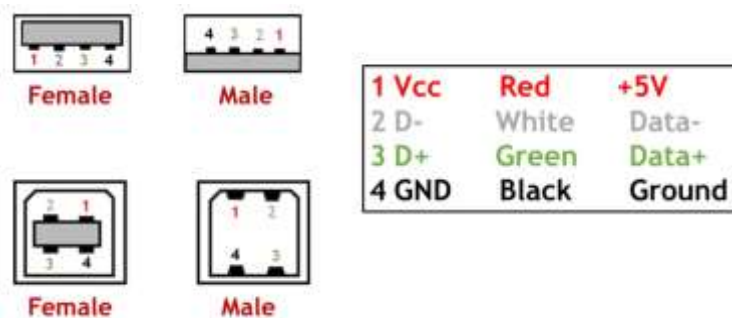 1 2 3 4
Female
4 3 2 1
Male
1 Vcc Red +5V
2 D- White Data-
3 D+ Green Data+
4 GND Black Ground
2 1
3 4
Female
1 2
4 3
Male